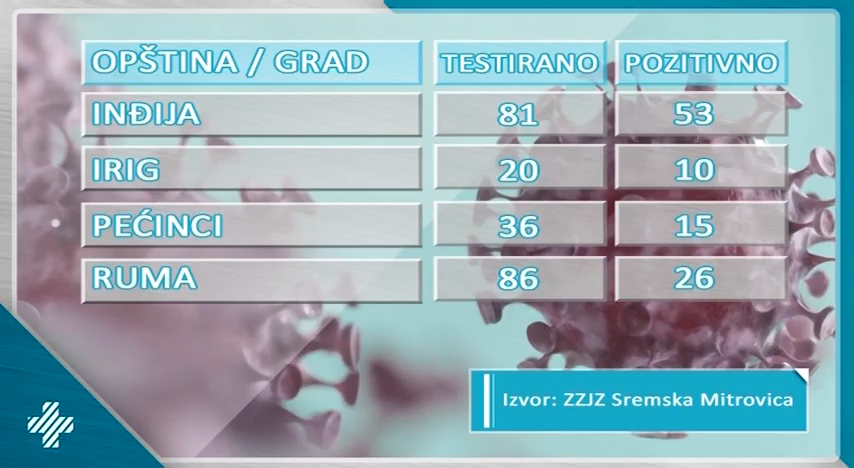 OPŠTINA / GRAD TESTIRANO POZITIVNO
INĐIJA 81 53
IRIG 20 10
PEĆINCI 36 15
RUMA 86 26
Izvor: ZZJZ Sremska Mitrovica